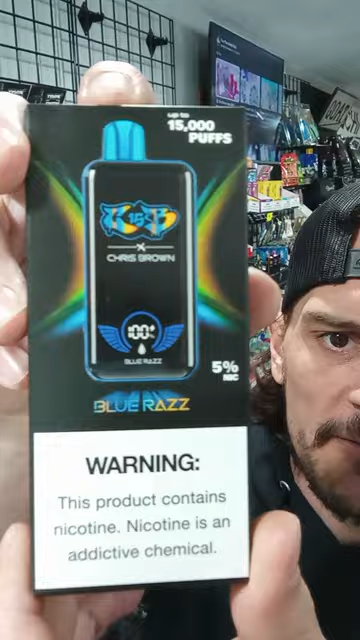 up to
15,000
PUFFS
CHRIS BROWN
100%
BLUE RAZZ
5%
NIC
BLUE RAZZ
WARNING:
This product contains
nicotine. Nicotine is an
addictive chemical.